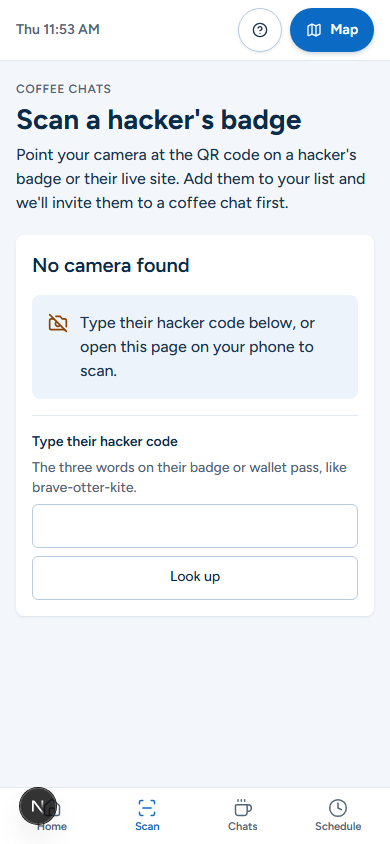 Thu 11:53 AM
Map
COFFEE CHATS
Scan a hacker's badge
Point your camera at the QR code on a hacker's
badge or their live site. Add them to your list and
we'll invite them to a coffee chat first.
No camera found
Type their hacker code below, or
open this page on your phone to
scan.
Type their hacker code
The three words on their badge or wallet pass, like
brave-otter-kite.
Look up
N
Home
Scan
Chats
Schedule